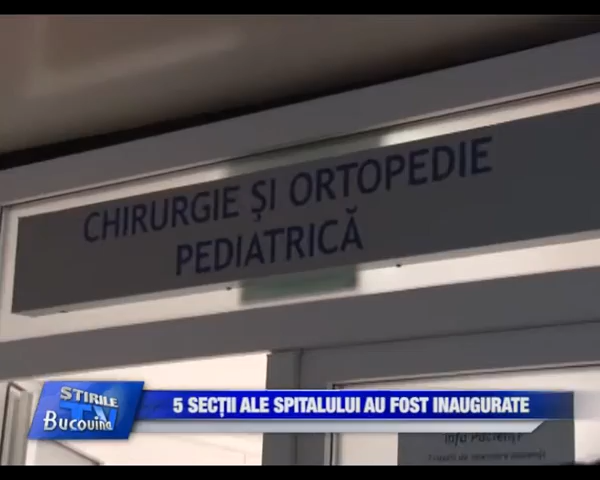 CHIRURGIE ȘI ORTOPEDIE
PEDIATRICĂ
ȘTIRILE
TV
Bucovina
5 SECȚII ALE SPITALULUI AU FOST INAUGURATE
Info Pacienți